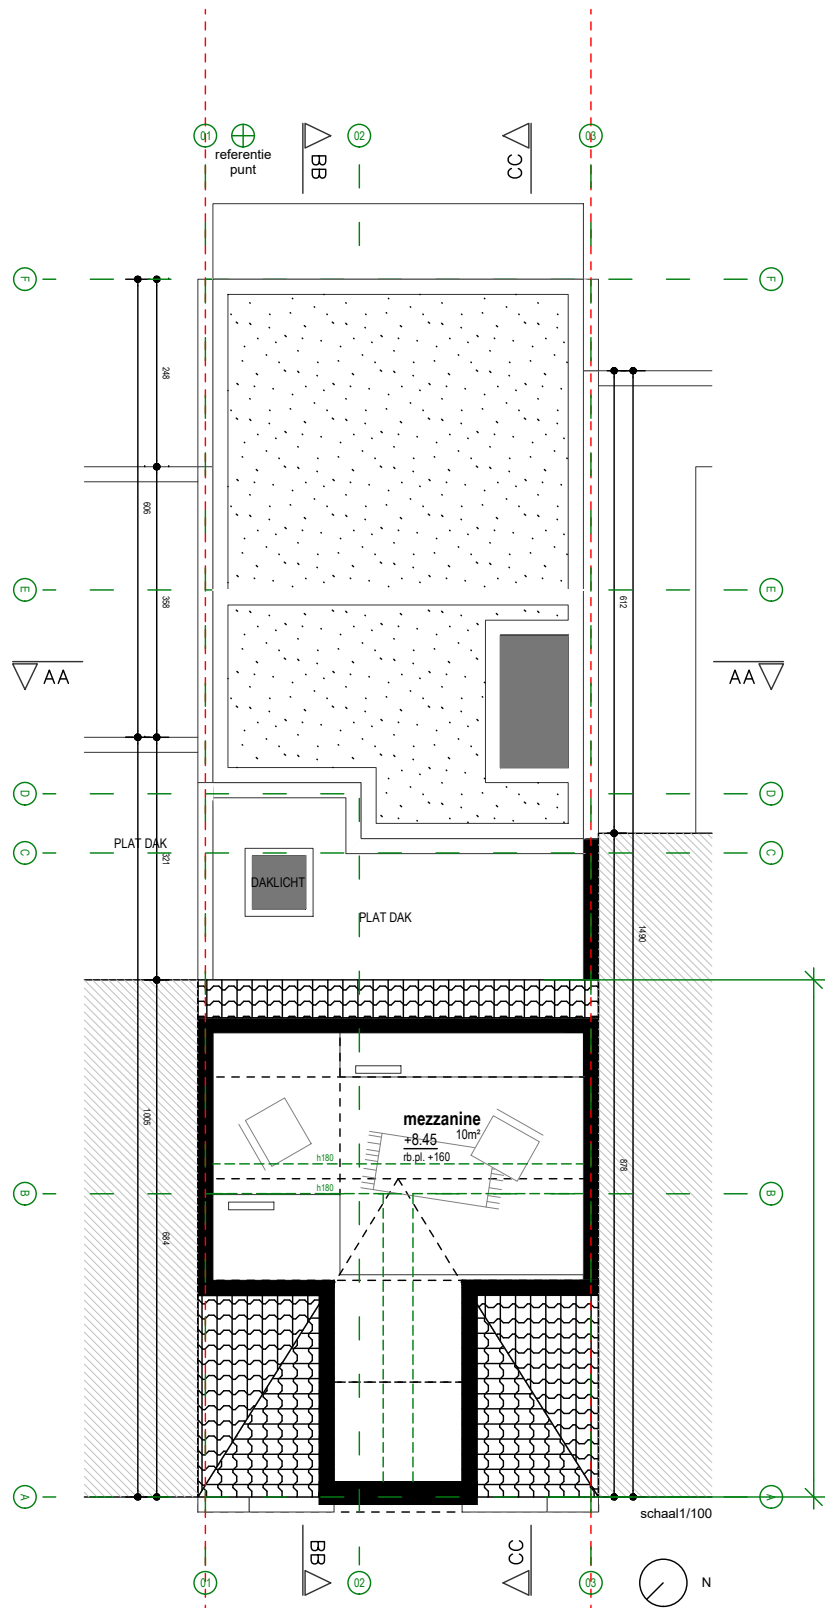 01
02
03
referentie
punt
BB
CC
F
F
248
606
E
E
358
612
AA
AA
D
D
PLAT DAK
C
C
321
DAKLICHT
PLAT DAK
1490
1005
mezzanine
+8.45
10m²
rb.pl. +160
h180
878
h180
B
B
684
A
A
schaal1/100
BB
CC
01
02
03
N